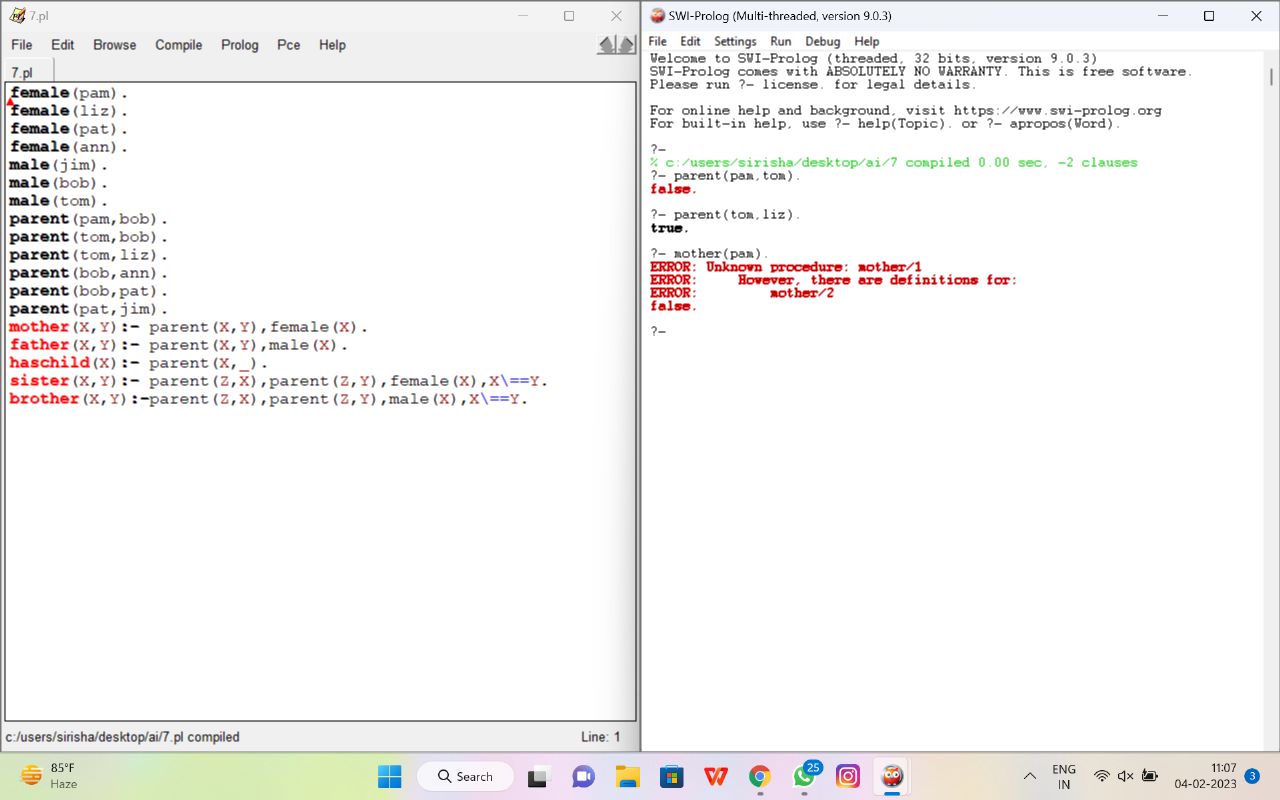 7.pl
File Edit Browse Compile Prolog Pce Help
7.pl
female(pam).
female(liz).
female(pat).
female(ann).
male(jim).
male(bob).
male(tom).
parent(pam,bob).
parent(tom,bob).
parent(tom,liz).
parent(bob,ann).
parent(bob,pat).
parent(pat,jim).
mother(X,Y):- parent(X,Y),female(X).
father(X,Y):- parent(X,Y),male(X).
haschild(X):- parent(X,_).
sister(X,Y):- parent(Z,X),parent(Z,Y),female(X),X\==Y.
brother(X,Y):-parent(Z,X),parent(Z,Y),male(X),X\==Y.
c:/users/sirisha/desktop/ai/7.pl compiled Line: 1
SWI-Prolog (Multi-threaded, version 9.0.3)
File Edit Settings Run Debug Help
Welcome to SWI-Prolog (threaded, 32 bits, version 9.0.3)
SWI-Prolog comes with ABSOLUTELY NO WARRANTY. This is free software.
Please run ?- license. for legal details.
For online help and background, visit https://www.swi-prolog.org
For built-in help, use ?- help(Topic). or ?- apropos(Word).
?-
% c:/users/sirisha/desktop/ai/7 compiled 0.00 sec, -2 clauses
?- parent(pam,tom).
false.
?- parent(tom,liz).
true.
?- mother(pam).
ERROR: Unknown procedure: mother/1
ERROR: However, there are definitions for:
ERROR: mother/2
false.
?-
85°F
Haze
Search
25
ENG
IN
11:07
04-02-2023
3